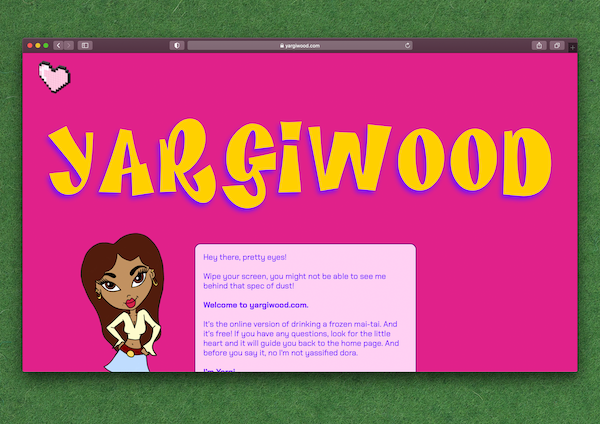 yargiwood.com
YARGIWOOD
Hey there, pretty eyes!
Wipe your screen, you might not be able to see me
behind that spec of dust!
Welcome to yargiwood.com.
It's the online version of drinking a frozen mai-tai. And
it's free! If you have any questions, look for the little
heart and it will guide you back to the home page. And
before you say it, no I'm not yassified dora.
I'm Yargi